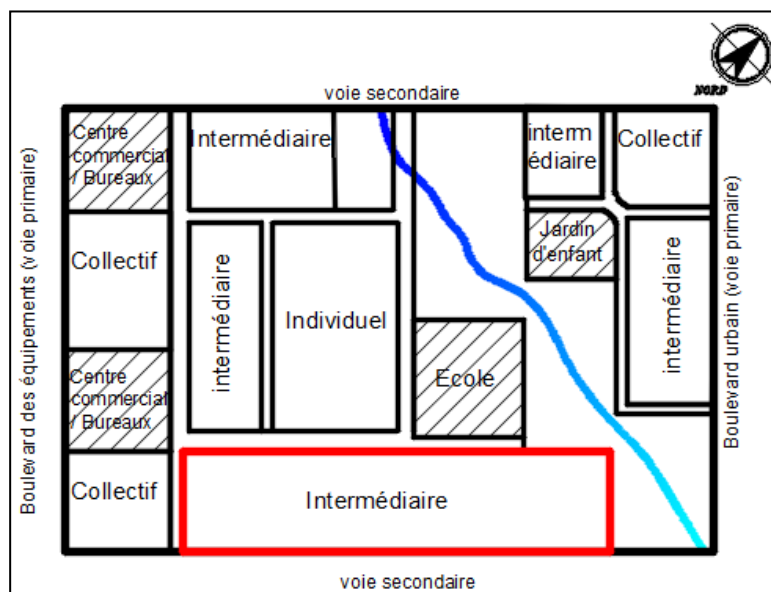 NORD
voie secondaire
Centre
commercial
/ Bureaux
Intermédiaire
interm
édiaire
Collectif
Jardin
d'enfant
Boulevard des équipements (voie primaire)
Collectif
intermédiaire
Individuel
intermédiaire
Boulevard urbain (voie primaire)
Centre
commercial
/ Bureaux
Ecole
Collectif
Intermédiaire
voie secondaire